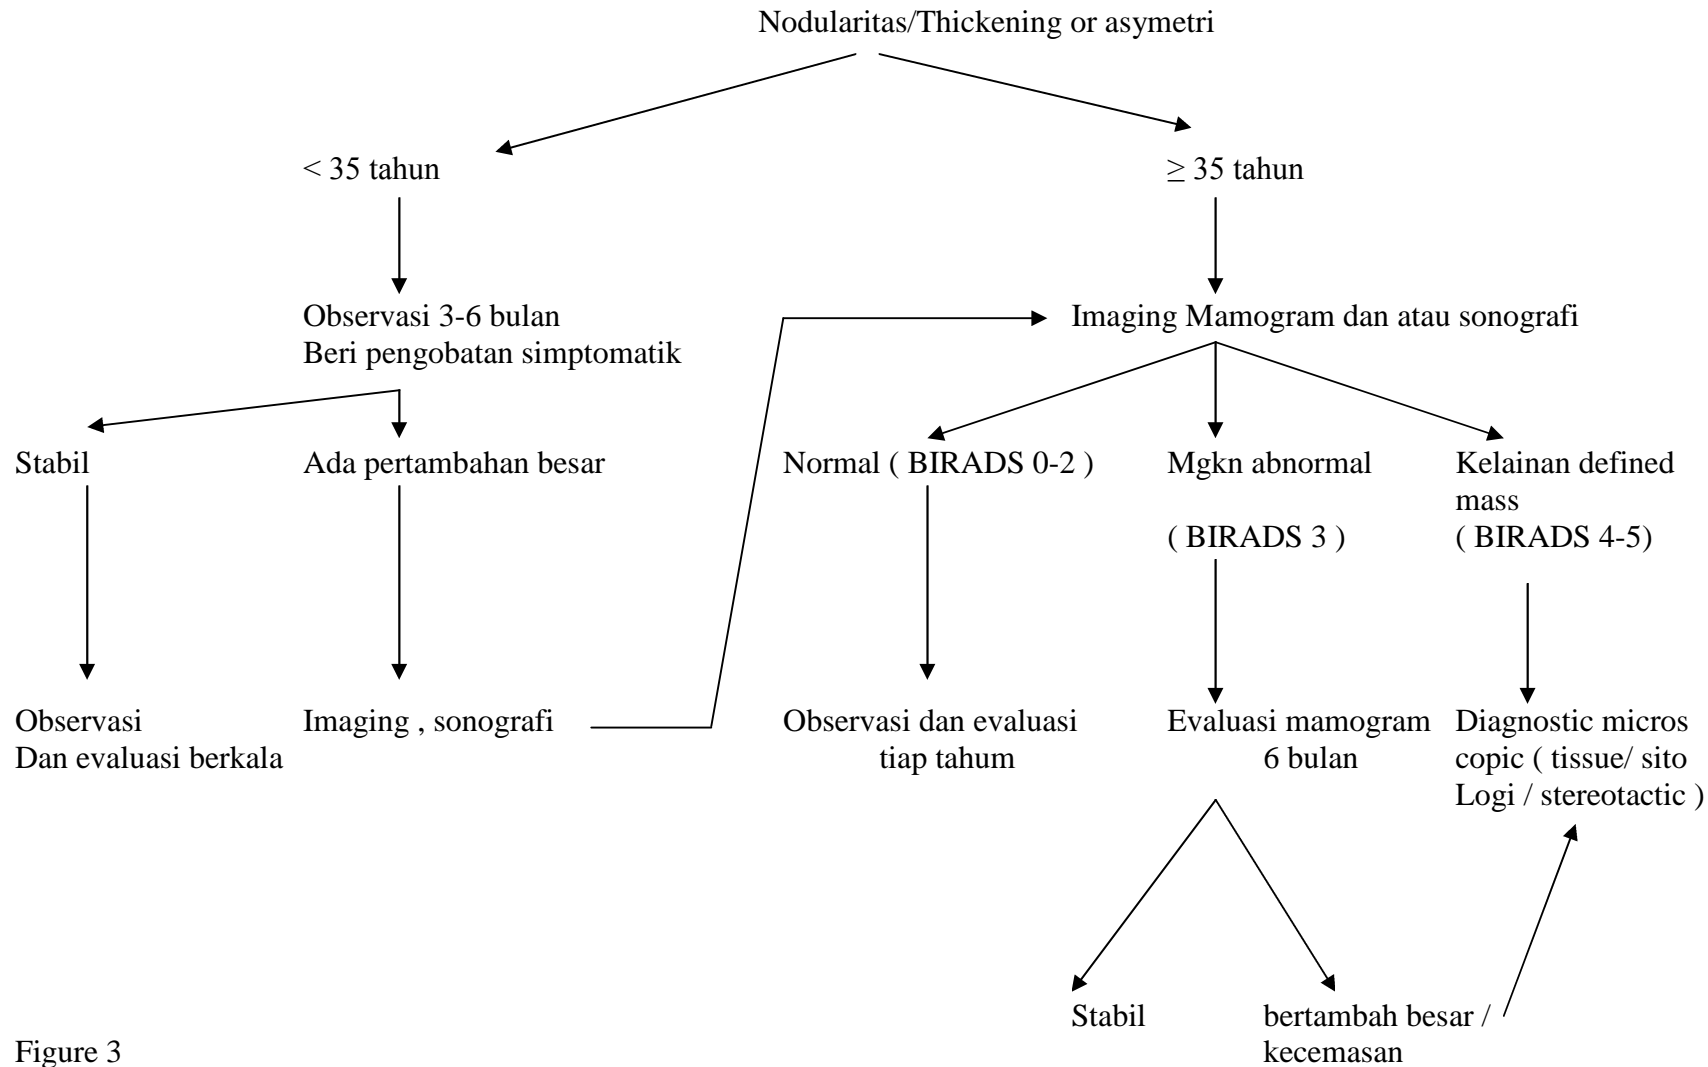 Nodularitas/Thickening or asymetri
< 35 tahun
≥ 35 tahun
Observasi 3-6 bulan
Beri pengobatan simptomatik
Imaging Mamogram dan atau sonografi
Stabil
Ada pertambahan besar
Normal ( BIRADS 0-2 )
Mgkn abnormal
( BIRADS 3 )
Kelainan defined
mass
( BIRADS 4-5)
Observasi
Dan evaluasi berkala
Imaging , sonografi
Observasi dan evaluasi
tiap tahum
Evaluasi mamogram
6 bulan
Diagnostic micros
copic ( tissue/ sito
Logi / stereotactic )
Stabil
bertambah besar /
kecemasan
Figure 3